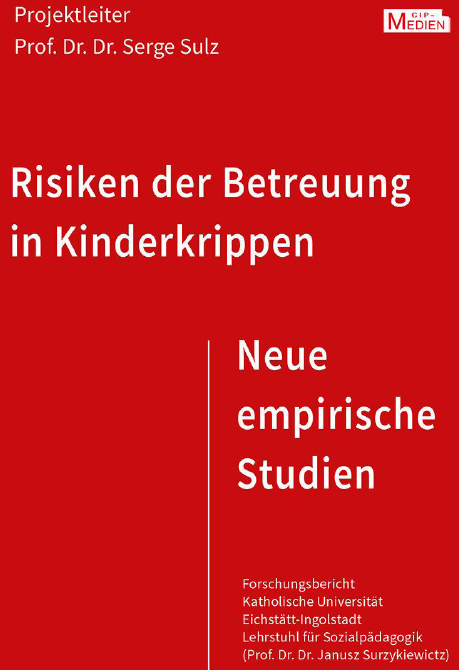 Projektleiter
Prof. Dr. Dr. Serge Sulz
CIP-
MEDIEN
Risiken der Betreuung
in Kinderkrippen
Neue
empirische
Studien
Forschungsbericht
Katholische Universität
Eichstätt-Ingolstadt
Lehrstuhl für Sozialpädagogik
(Prof. Dr. Dr. Janusz Surzykiewictz)